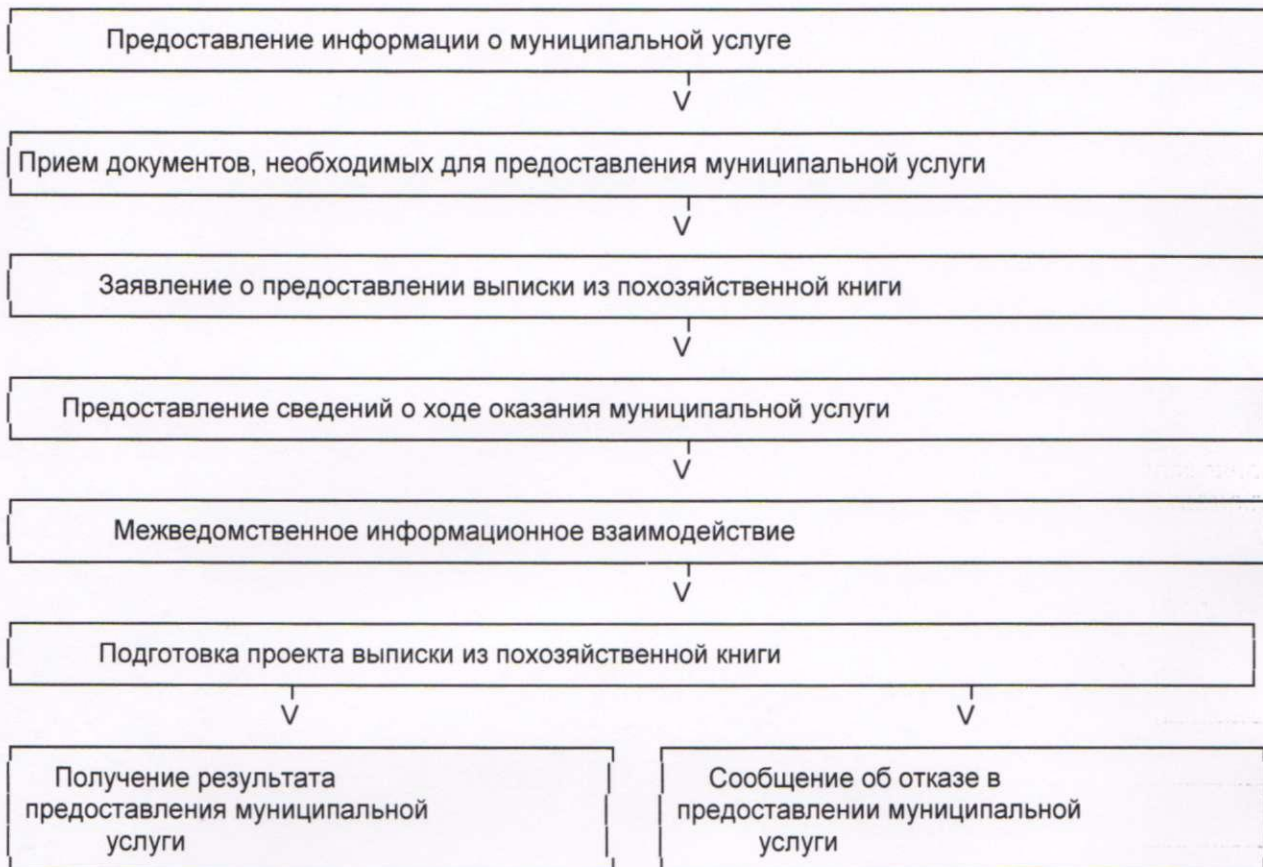 Предоставление информации о муниципальной услуге
V
Прием документов, необходимых для предоставления муниципальной услуги
V
Заявление о предоставлении выписки из похозяйственной книги
V
Предоставление сведений о ходе оказания муниципальной услуги
V
Межведомственное информационное взаимодействие
V
Подготовка проекта выписки из похозяйственной книги
V V
Получение результата
предоставления муниципальной
услуги
Сообщение об отказе в
предоставлении муниципальной
услуги